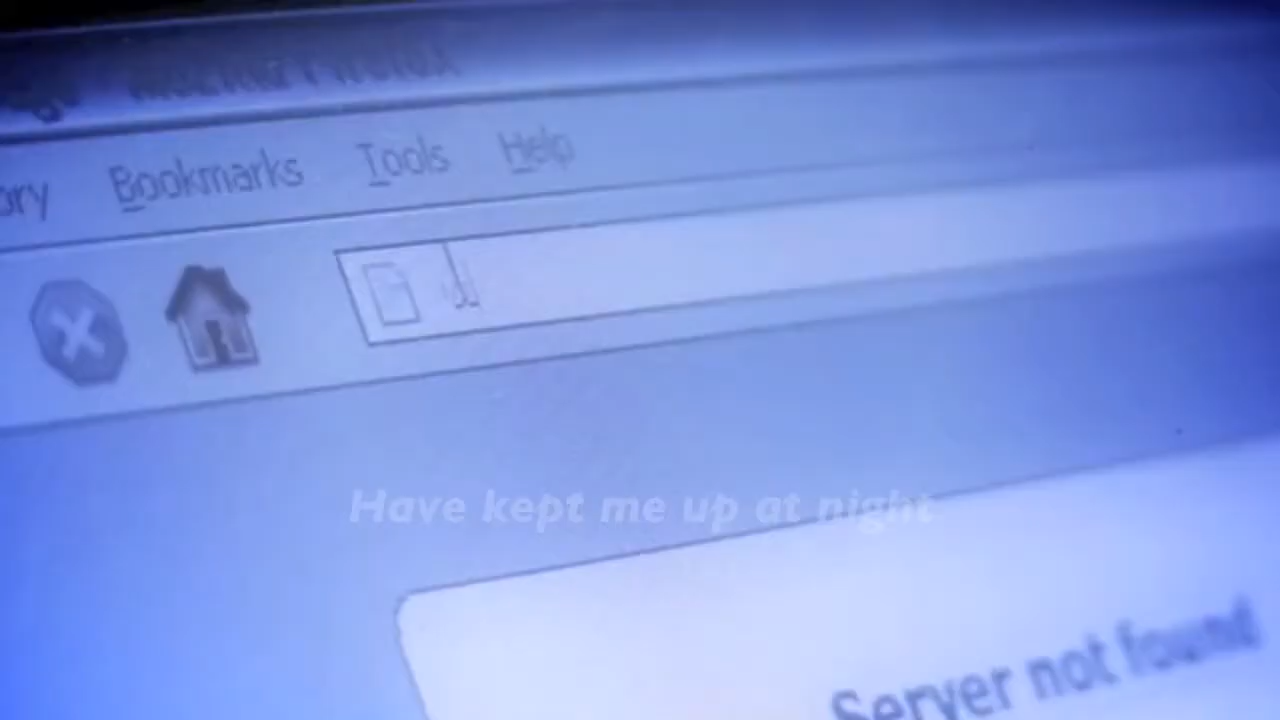 ory Bookmarks Tools Help
Have kept me up at night
Server not found